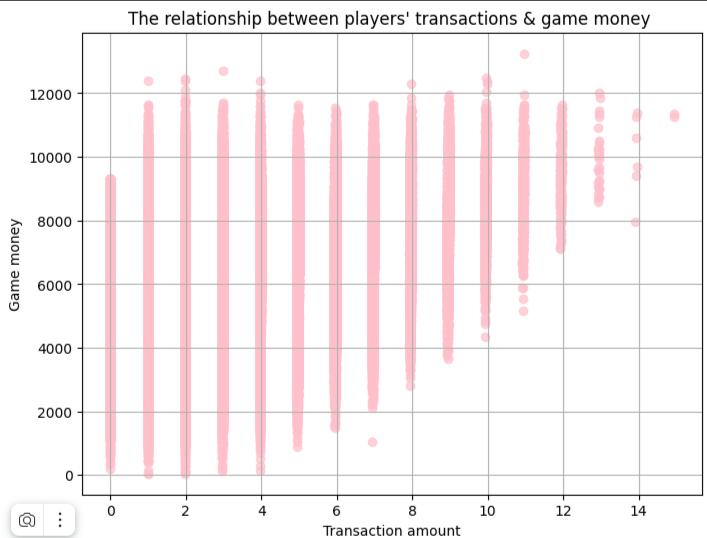 The relationship between players' transactions & game money
Game money
12000
10000
8000
6000
4000
2000
0
0 2 4 6 8 10 12 14
Transaction amount